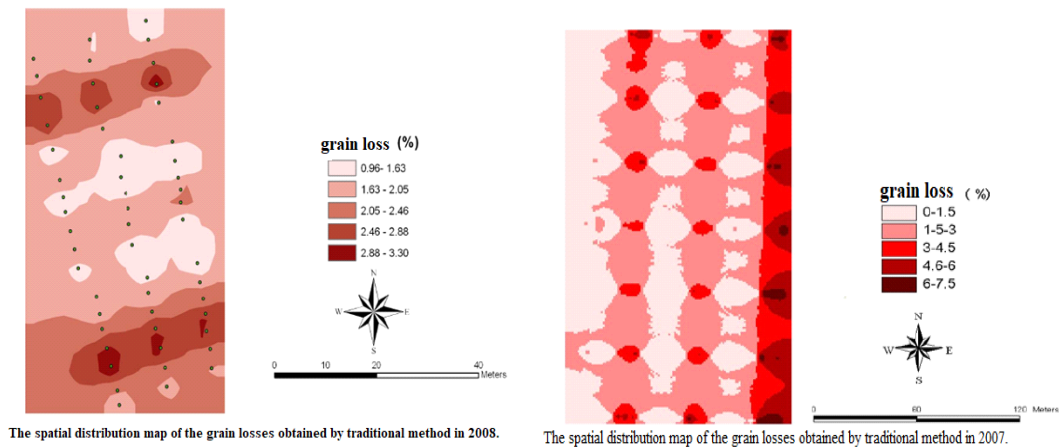 grain loss (%)
0.96- 1.63
1.63 - 2.05
2.05 - 2.46
2.46 - 2.88
2.88 - 3.30
N
W E
S
0 20 40
Meters
The spatial distribution map of the grain losses obtained by traditional method in 2008.
grain loss ( %)
0-1.5
1-5-3
3-4.5
4.6-6
6-7.5
N
W E
S
0 60 120 Meters
The spatial distribution map of the grain losses obtained by traditional method in 2007.